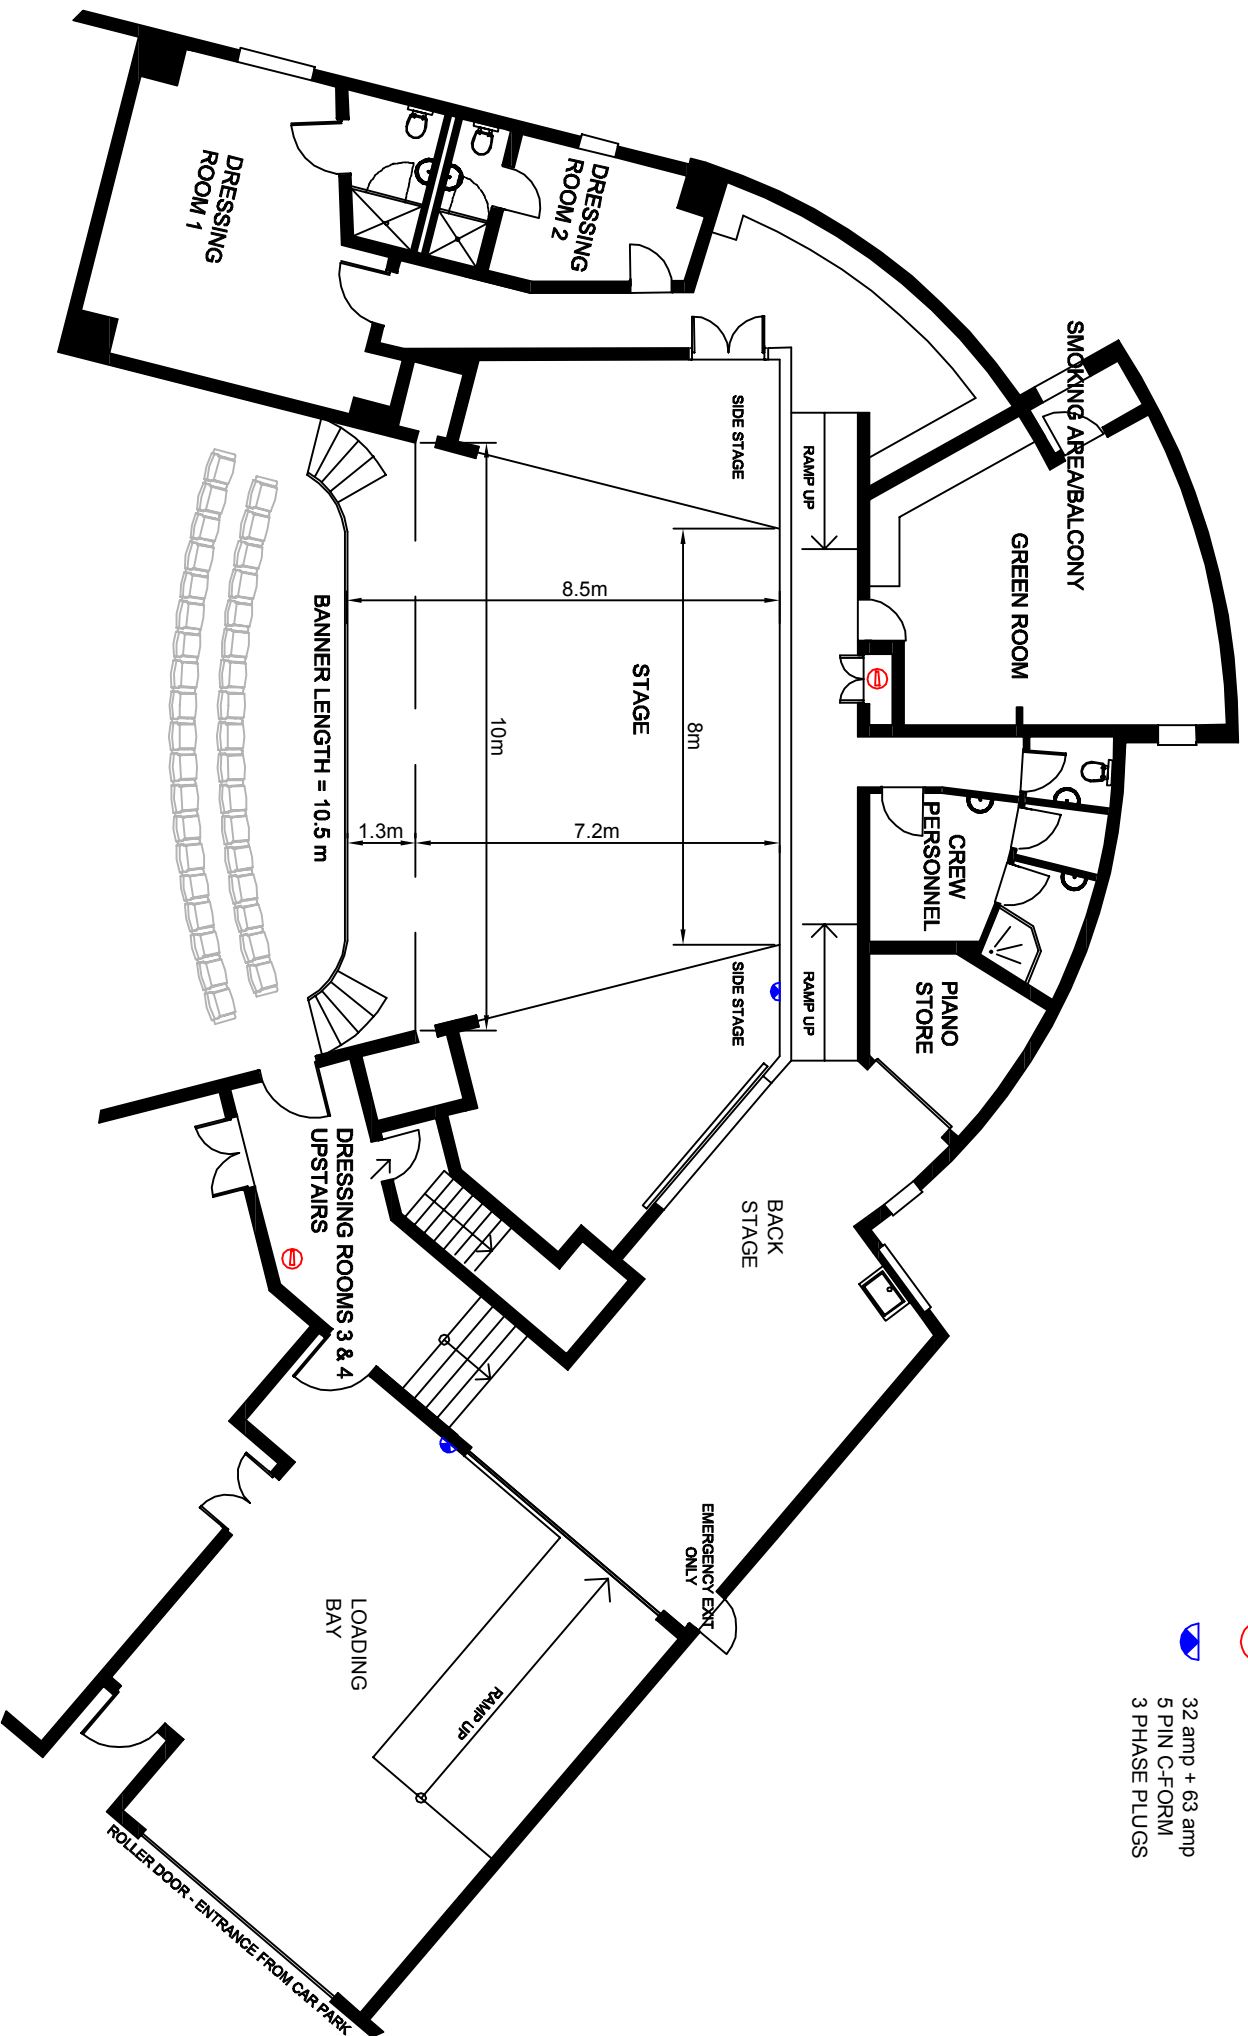 DRESSING
ROOM 1
DRESSING
ROOM 2
SMOKING AREA/BALCONY
GREEN ROOM
SIDE STAGE
RAMP UP
8.5m
STAGE
8m
10m
BANNER LENGTH = 10.5 m
1.3m
7.2m
CREW
PERSONNEL
PIANO
STORE
SIDE STAGE
RAMP UP
DRESSING ROOMS 3 & 4
UPSTAIRS
BACK
STAGE
EMERGENCY EXIT
ONLY
LOADING
BAY
RAMP UP
ROLLER DOOR - ENTRANCE FROM CAR PARK
32 amp + 63 amp
5 PIN C-FORM
3 PHASE PLUGS